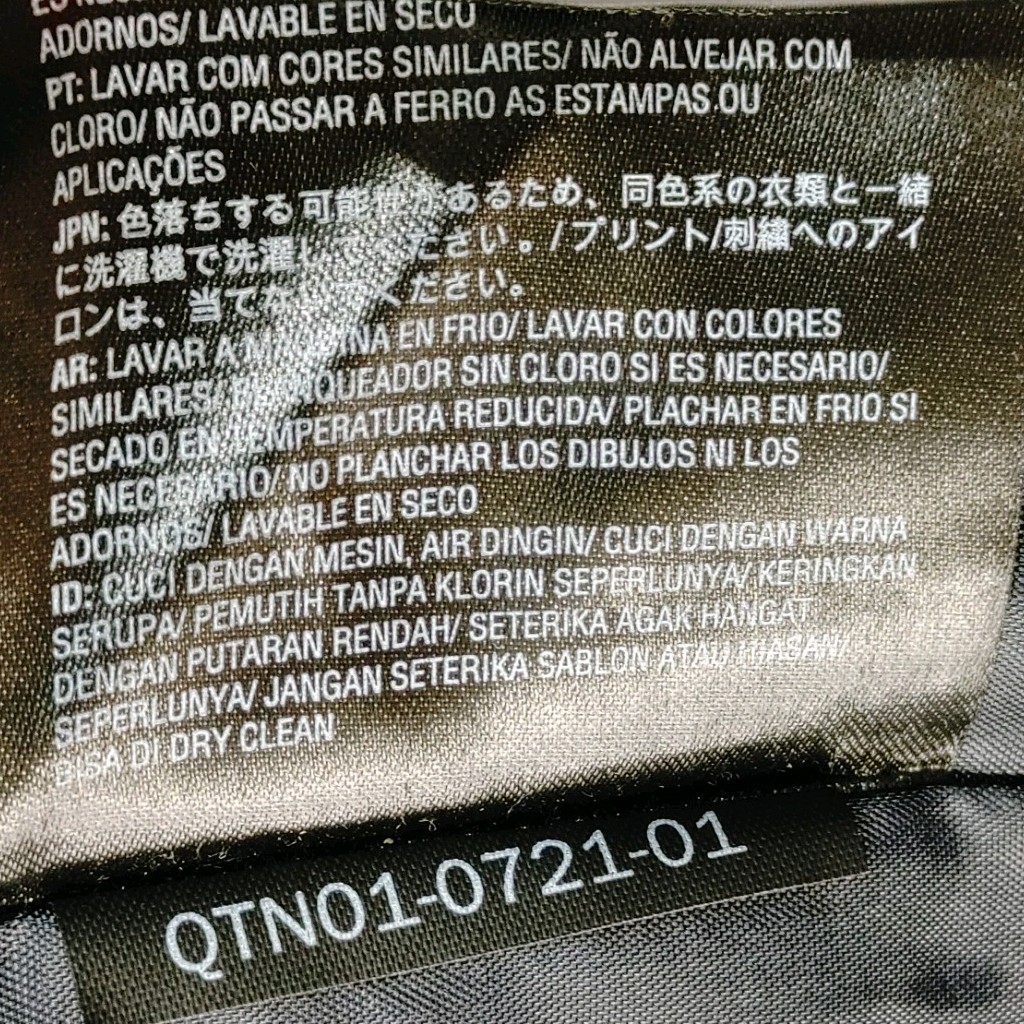 ADORNOS/ LAVABLE EN SECO
PT: LAVAR COM CORES SIMILARES/ NÃO ALVEJAR COM
CLORO/ NÃO PASSAR A FERRO AS ESTAMPAS OU
APLICAÇÕES
JPN: 色落ちする可能性があるため、同色系の衣類と一緒
に洗濯機で洗濯してください。/プリント/刺繍へのアイ
ロンは、当てないでください。
AR: LAVAR A MÁQUINA EN FRIO/ LAVAR CON COLORES
SIMILARES/ BLANQUEADOR SIN CLORO SI ES NECESARIO/
SECADO EN TEMPERATURA REDUCIDA/ PLACHAR EN FRIO SI
ES NECESARIO/ NO PLANCHAR LOS DIBUJOS NI LOS
ADORNOS/ LAVABLE EN SECO
ID: CUCI DENGAN MESIN, AIR DINGIN/ CUCI DENGAN WARNA
SERUPA/ PEMUTIH TANPA KLORIN SEPERLUNYA/ KERINGKAN
DENGAN PUTARAN RENDAH/ SETERIKA AGAK HANGAT
SEPERLUNYA/ JANGAN SETERIKA SABLON ATAU HIASAN/
BISA DI DRY CLEAN
QTN01-0721-01